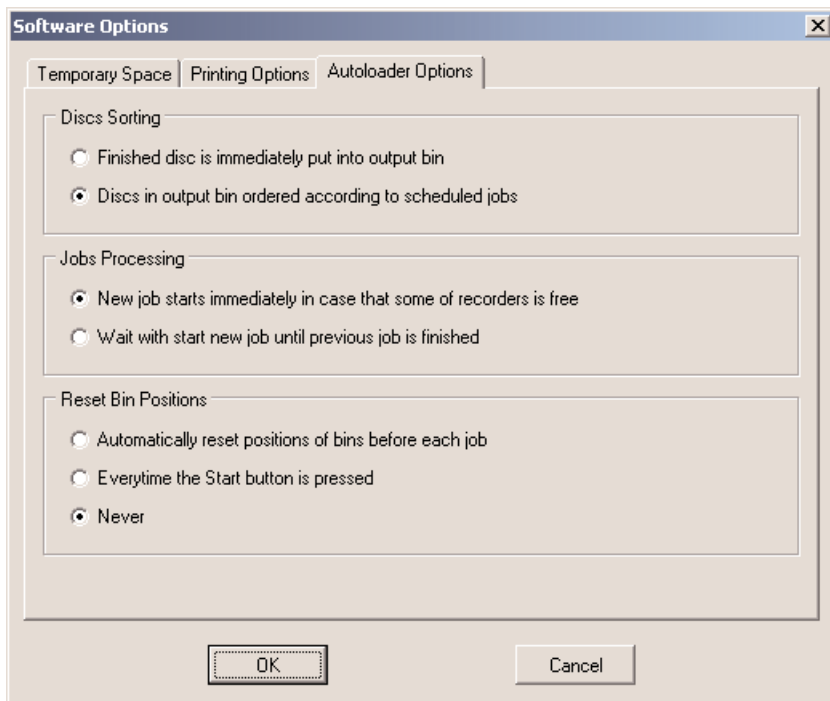 Software Options
Temporary Space Printing Options Autoloader Options
Discs Sorting
Finished disc is immediately put into output bin
Discs in output bin ordered according to scheduled jobs
Jobs Processing
New job starts immediately in case that some of recorders is free
Wait with start new job until previous job is finished
Reset Bin Positions
Automatically reset positions of bins before each job
Everytime the Start button is pressed
Never
OK Cancel